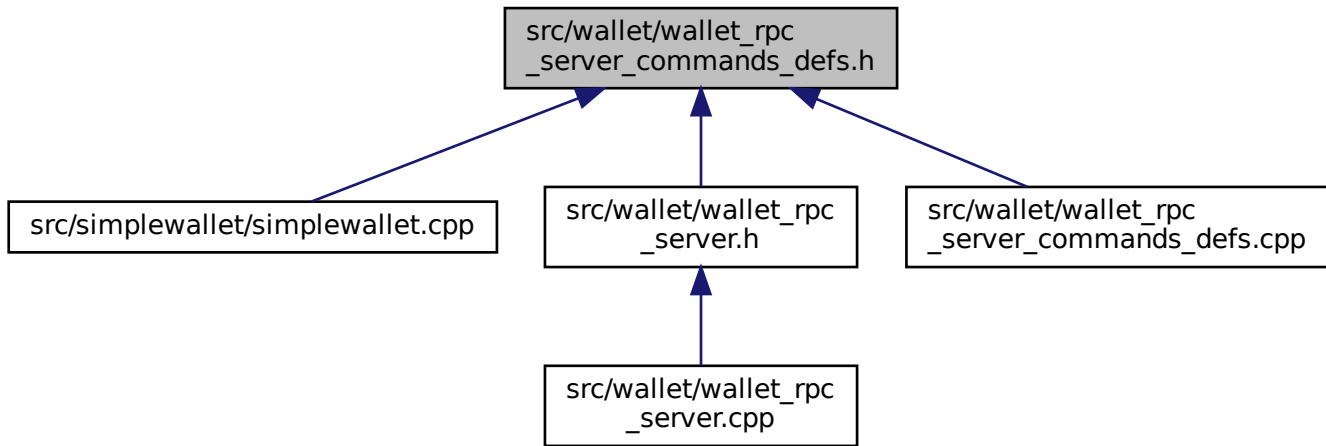 src/wallet/wallet_rpc
_server_commands_defs.h
src/simplewallet/simplewallet.cpp
src/wallet/wallet_rpc
_server.h
src/wallet/wallet_rpc
_server_commands_defs.cpp
src/wallet/wallet_rpc
_server.cpp